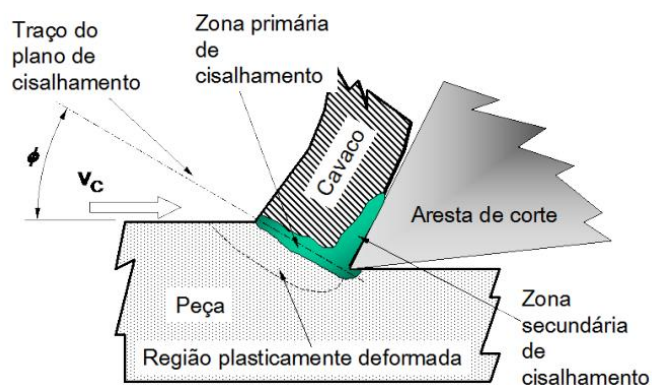 Traço do
plano de
cisalhamento
Zona primária
de
cisalhamento
ϕ
vc
Cavaco
Aresta de corte
Peça
Região plasticamente deformada
Zona
secundária
de
cisalhamento